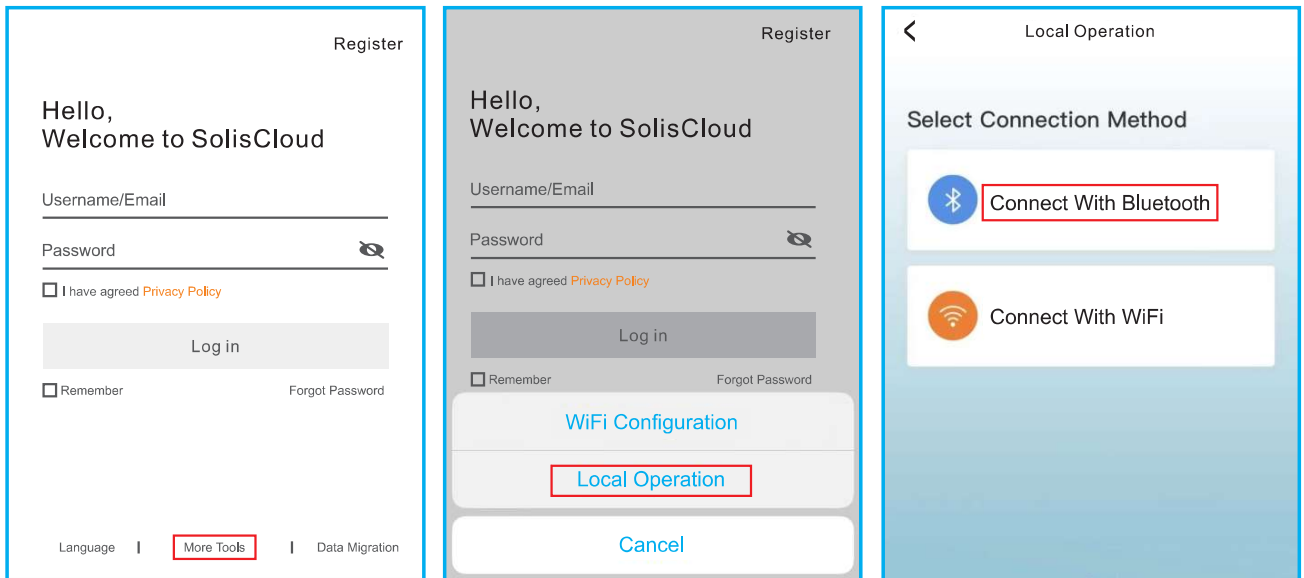 Register
Hello,
Welcome to SolisCloud
Username/Email
Password
I have agreed Privacy Policy
Log in
Remember Forgot Password
Language | More Tools | Data Migration
Register
Hello,
Welcome to SolisCloud
Username/Email
Password
I have agreed Privacy Policy
Log in
Remember Forgot Password
WiFi Configuration
Local Operation
Cancel
Local Operation
Select Connection Method
Connect With Bluetooth
Connect With WiFi